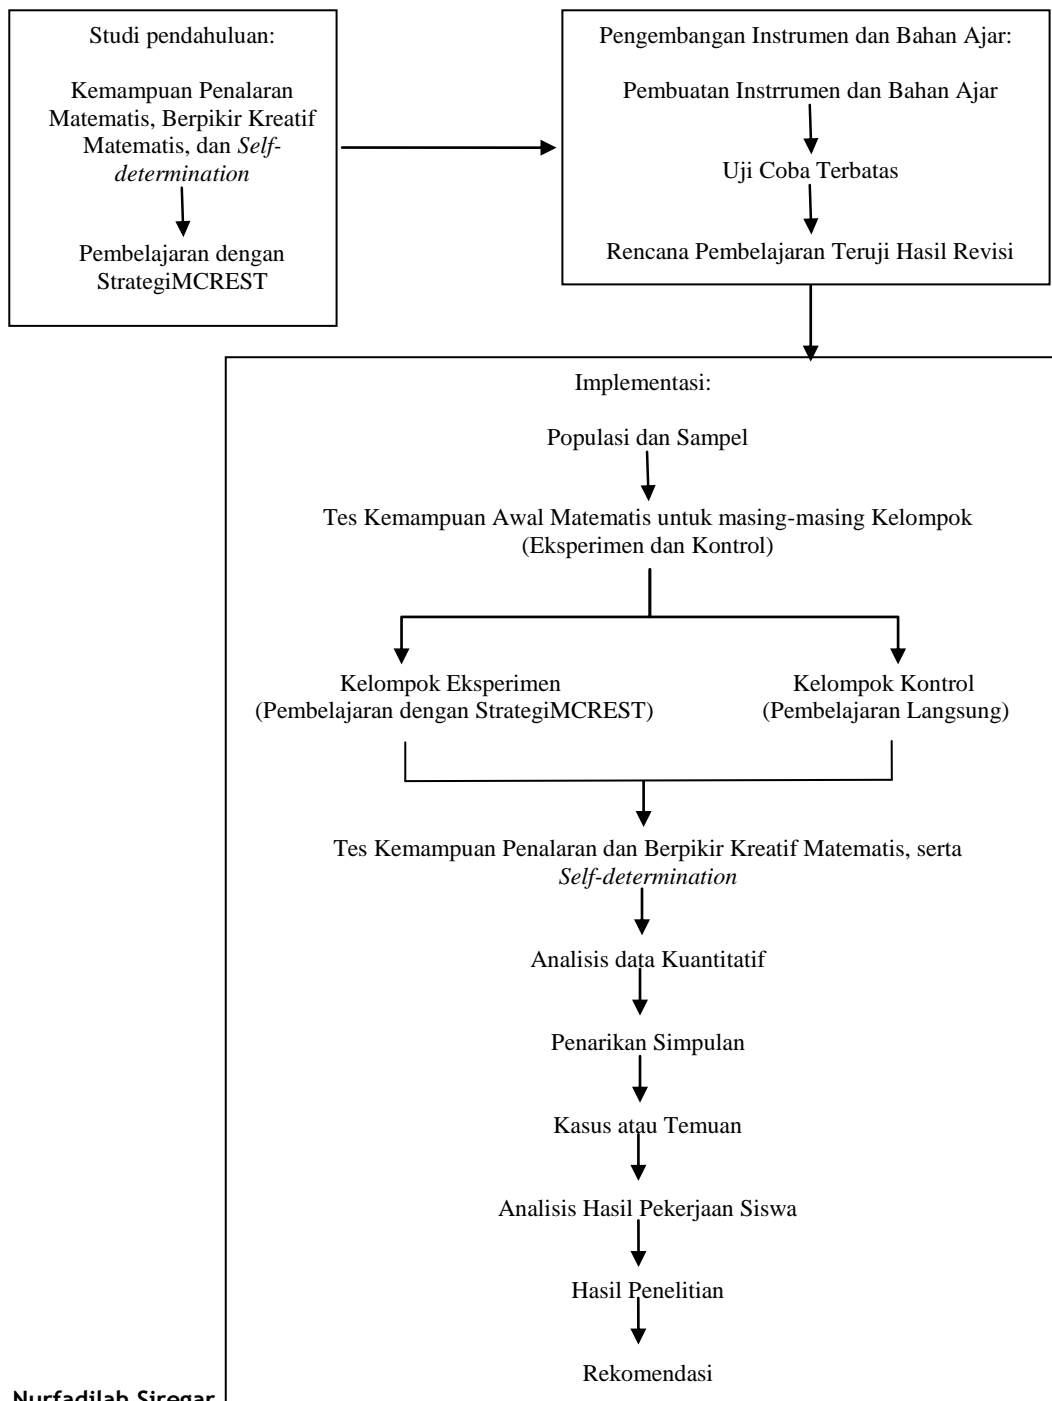 Studi pendahuluan:
Kemampuan Penalaran
Matematis, Berpikir Kreatif
Matematis, dan Self-
determination
Pembelajaran dengan
StrategiMCREST
Pengembangan Instrumen dan Bahan Ajar:
Pembuatan Instrrumen dan Bahan Ajar
Uji Coba Terbatas
Rencana Pembelajaran Teruji Hasil Revisi
Implementasi:
Populasi dan Sampel
Tes Kemampuan Awal Matematis untuk masing-masing Kelompok
(Eksperimen dan Kontrol)
Kelompok Eksperimen
(Pembelajaran dengan StrategiMCREST)
Kelompok Kontrol
(Pembelajaran Langsung)
Tes Kemampuan Penalaran dan Berpikir Kreatif Matematis, serta
Self-determination
Analisis data Kuantitatif
Penarikan Simpulan
Kasus atau Temuan
Analisis Hasil Pekerjaan Siswa
Hasil Penelitian
Rekomendasi
Nurfadilah Siregar